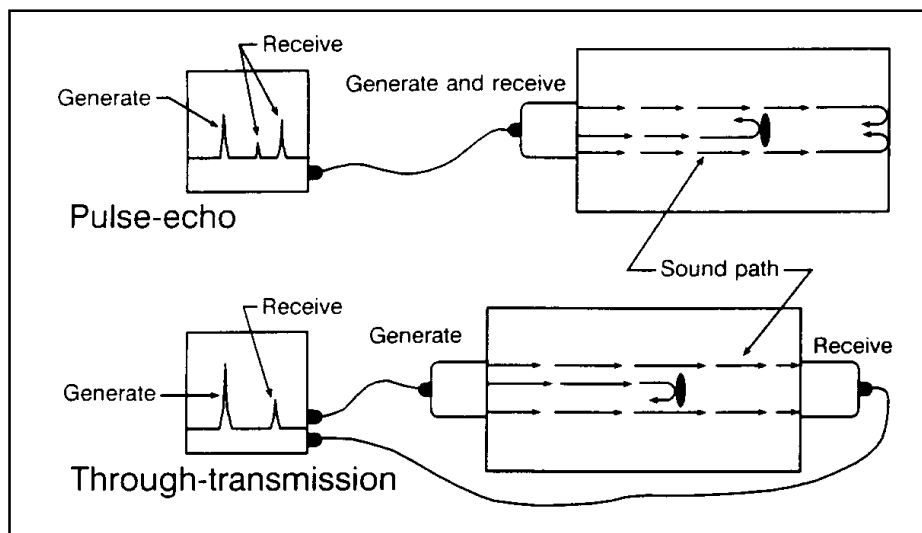 Receive
Generate
Generate and receive
Pulse-echo
Sound path
Receive
Generate
Generate
Receive
Through-transmission